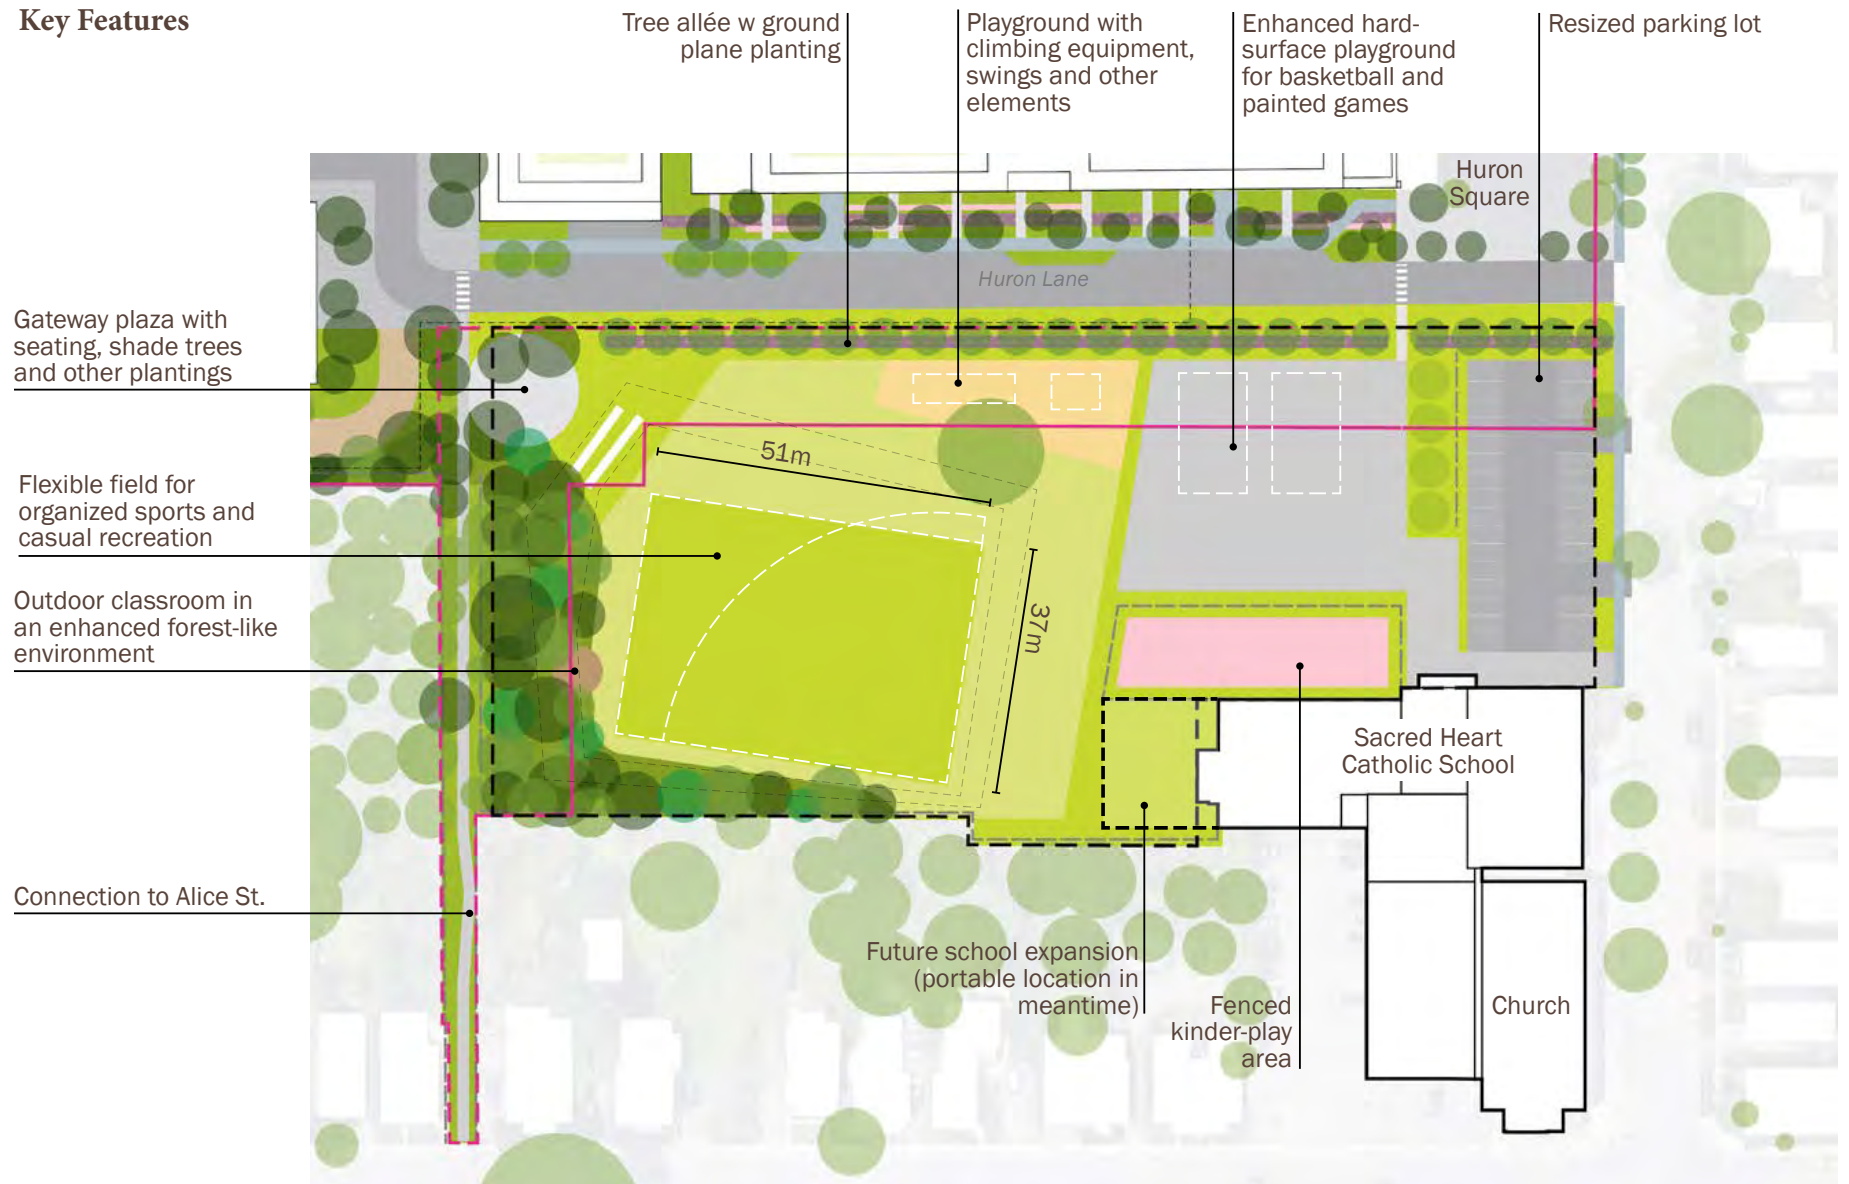 Key Features
Tree allée w ground
plane planting
Playground with
climbing equipment,
swings and other
elements
Enhanced hard-
surface playground
for basketball and
painted games
Resized parking lot
Huron
Square
Huron Lane
Gateway plaza with
seating, shade trees
and other plantings
51m
Flexible field for
organized sports and
casual recreation
37m
Outdoor classroom in
an enhanced forest-like
environment
Sacred Heart
Catholic School
Connection to Alice St.
Future school expansion
(portable location in
meantime)
Fenced
kinder-play
area
Church